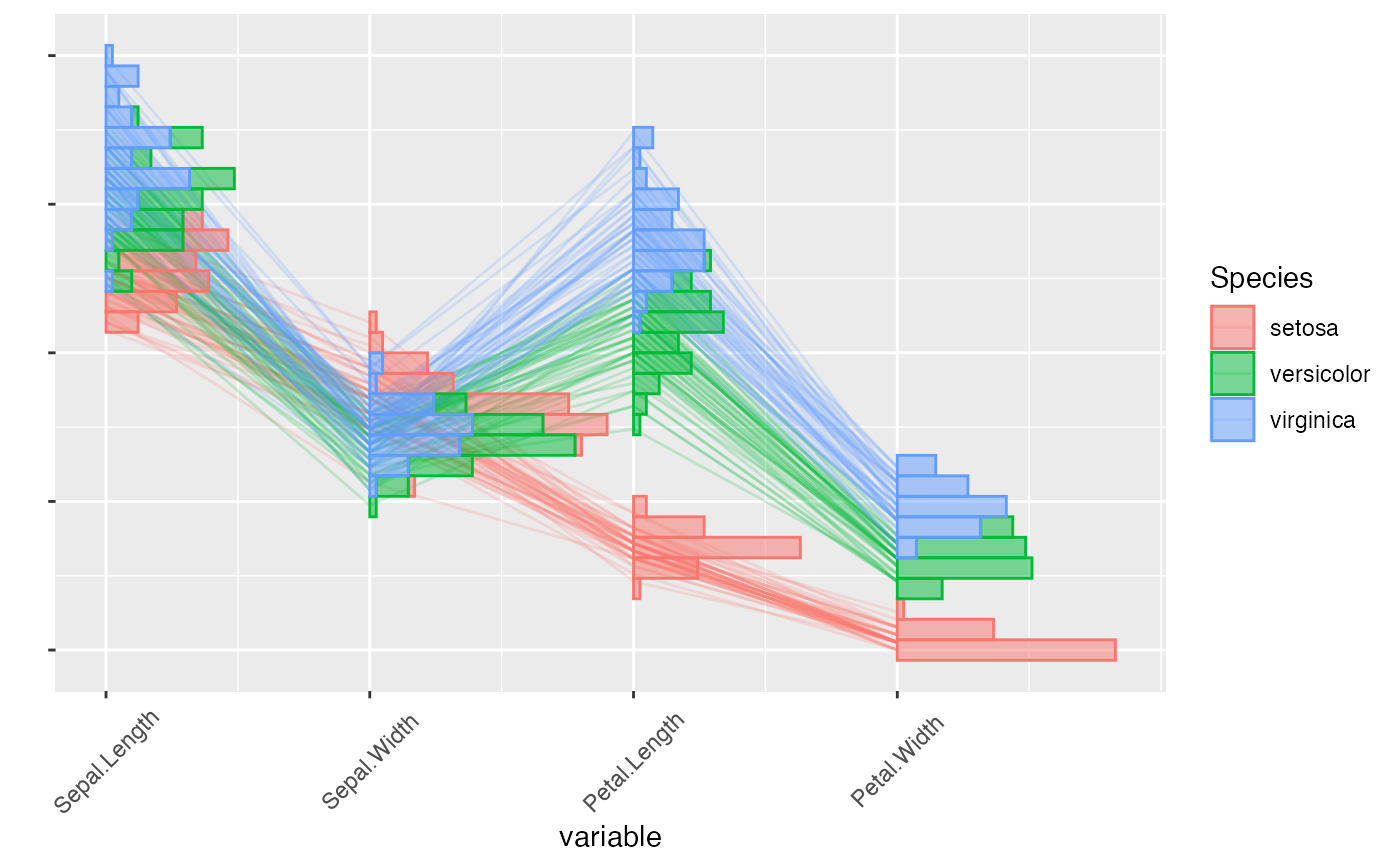 Species
setosa
versicolor
virginica
Sepal.Length
Sepal.Width
Petal.Length
Petal.Width
variable